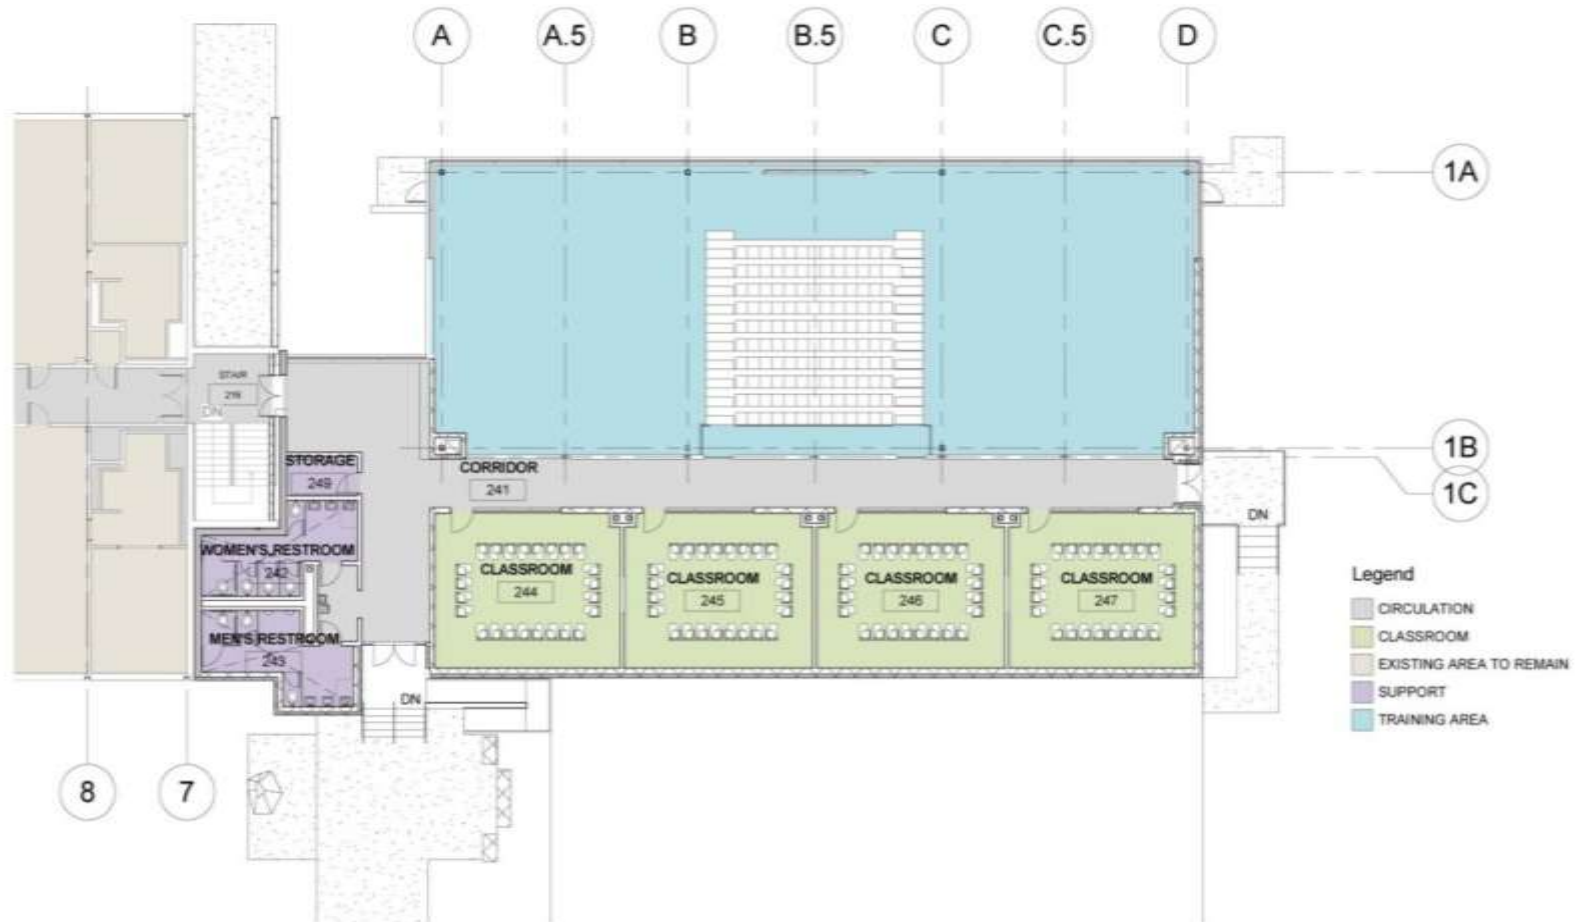 A
A.5
B
B.5
C
C.5
D
1A
1B
1C
STAIR
DN
STORAGE
249
CORRIDOR
241
DN
WOMEN'S RESTROOM
242
MEN'S RESTROOM
243
CLASSROOM
244
CLASSROOM
245
CLASSROOM
246
CLASSROOM
247
DN
8
7
Legend
CIRCULATION
CLASSROOM
EXISTING AREA TO REMAIN
SUPPORT
TRAINING AREA